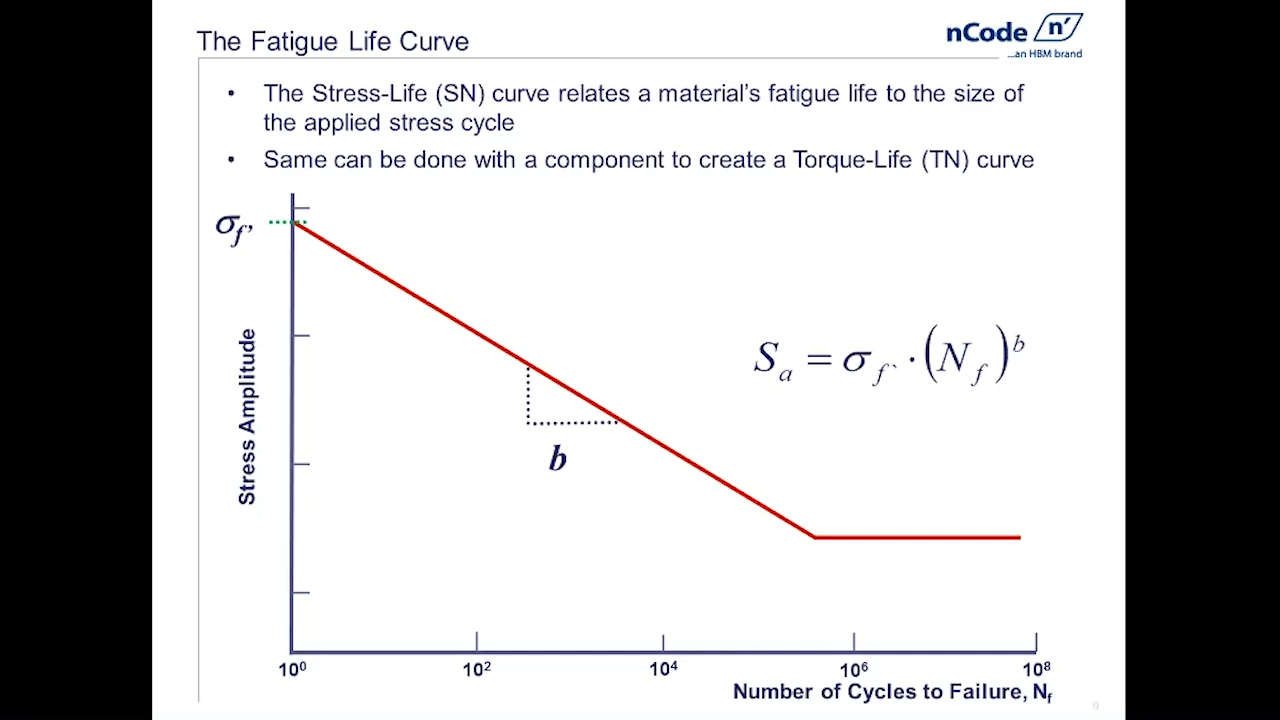 The Fatigue Life Curve
nCode n'
...an HBM brand
• The Stress-Life (SN) curve relates a material's fatigue life to the size of
the applied stress cycle
• Same can be done with a component to create a Torque-Life (TN) curve
σf'
Stress Amplitude
b
Sa = σf` · (Nf)^b
10⁰ 10² 10⁴ 10⁶ 10⁸
Number of Cycles to Failure, Nf
9